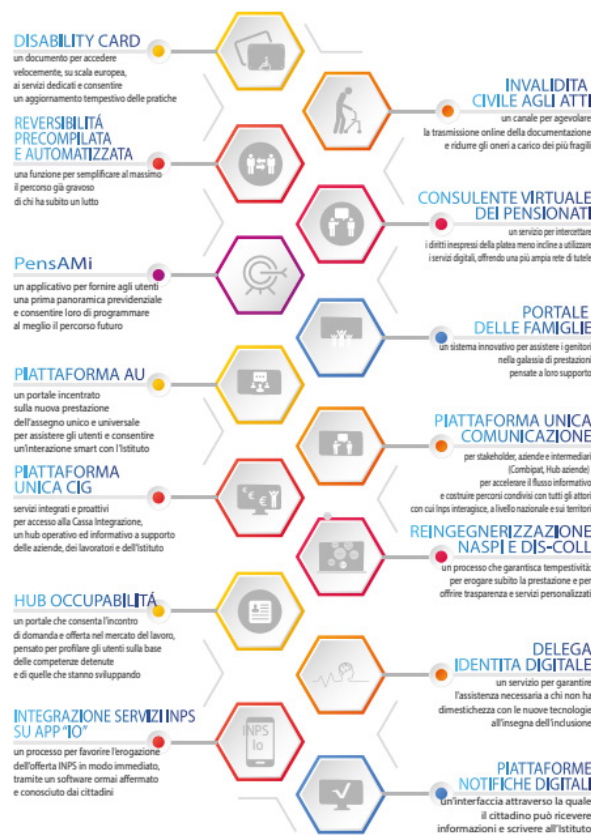 DISABILITY CARD
un documento per accedere
velocemente, su scala europea,
ai servizi dedicati e consentire
un aggiornamento tempestivo delle pratiche
INVALIDITA
CIVILE AGLI ATTI
un canale per agevolare
la trasmissione online della documentazione
e ridurre gli oneri a carico dei più fragili
REVERSIBILITÁ
PRECOMPILATA
E AUTOMATIZZATA
una funzione per semplificare al massimo
il percorso già gravoso
di chi ha subito un lutto
CONSULENTE VIRTUALE
DEI PENSIONATI
un servizio per intercettare
i diritti inespressi della platea meno incline a utilizzare
i servizi digitali, offrendo una più ampia rete di tutele
PensAMi
un applicativo per fornire agli utenti
una prima panoramica previdenziale
e consentire loro di programmare
al meglio il percorso futuro
PORTALE
DELLE FAMIGLIE
un sistema innovativo per assistere i genitori
nella galassia di prestazioni
pensate a loro supporto
PIATTAFORMA AU
un portale incentrato
sulla nuova prestazione
dell'assegno unico e universale
per assistere gli utenti e consentire
un'interazione smart con l'Istituto
PIATTAFORMA UNICA
COMUNICAZIONE
per stakeholder, aziende e intermediari
(Combipat, Hub aziende)
per accelerare il flusso informativo
e costruire percorsi condivisi con tutti gli attori
con cui Inps interagisce, a livello nazionale e sui territori
PIATTAFORMA
UNICA CIG
servizi integrati e proattivi
per accesso alla Cassa Integrazione,
un hub operativo ed informativo a supporto
delle aziende, dei lavoratori e dell'Istituto
REINGEGNERIZZAZIONE
NASPI E DIS-COLL
un processo che garantisca tempestività:
per erogare subito la prestazione e per
offrire trasparenza e servizi personalizzati
HUB OCCUPABILITÁ
un portale che consenta l'incontro
di domanda e offerta nel mercato del lavoro,
pensato per profilare gli utenti sulla base
delle competenze detenute
e di quelle che stanno sviluppando
DELEGA
IDENTITA DIGITALE
un servizio per garantire
l'assistenza necessaria a chi non ha
dimestichezza con le nuove tecnologie
all'insegna dell'inclusione
INTEGRAZIONE SERVIZI INPS
SU APP "IO"
un processo per favorire l'erogazione
dell'offerta INPS in modo immediato,
tramite un software ormai affermato
e conosciuto dai cittadini
INPS
Io
PIATTAFORME
NOTIFICHE DIGITALI
un'interfaccia attraverso la quale
il cittadino può ricevere
informazioni e scrivere all'Istituto